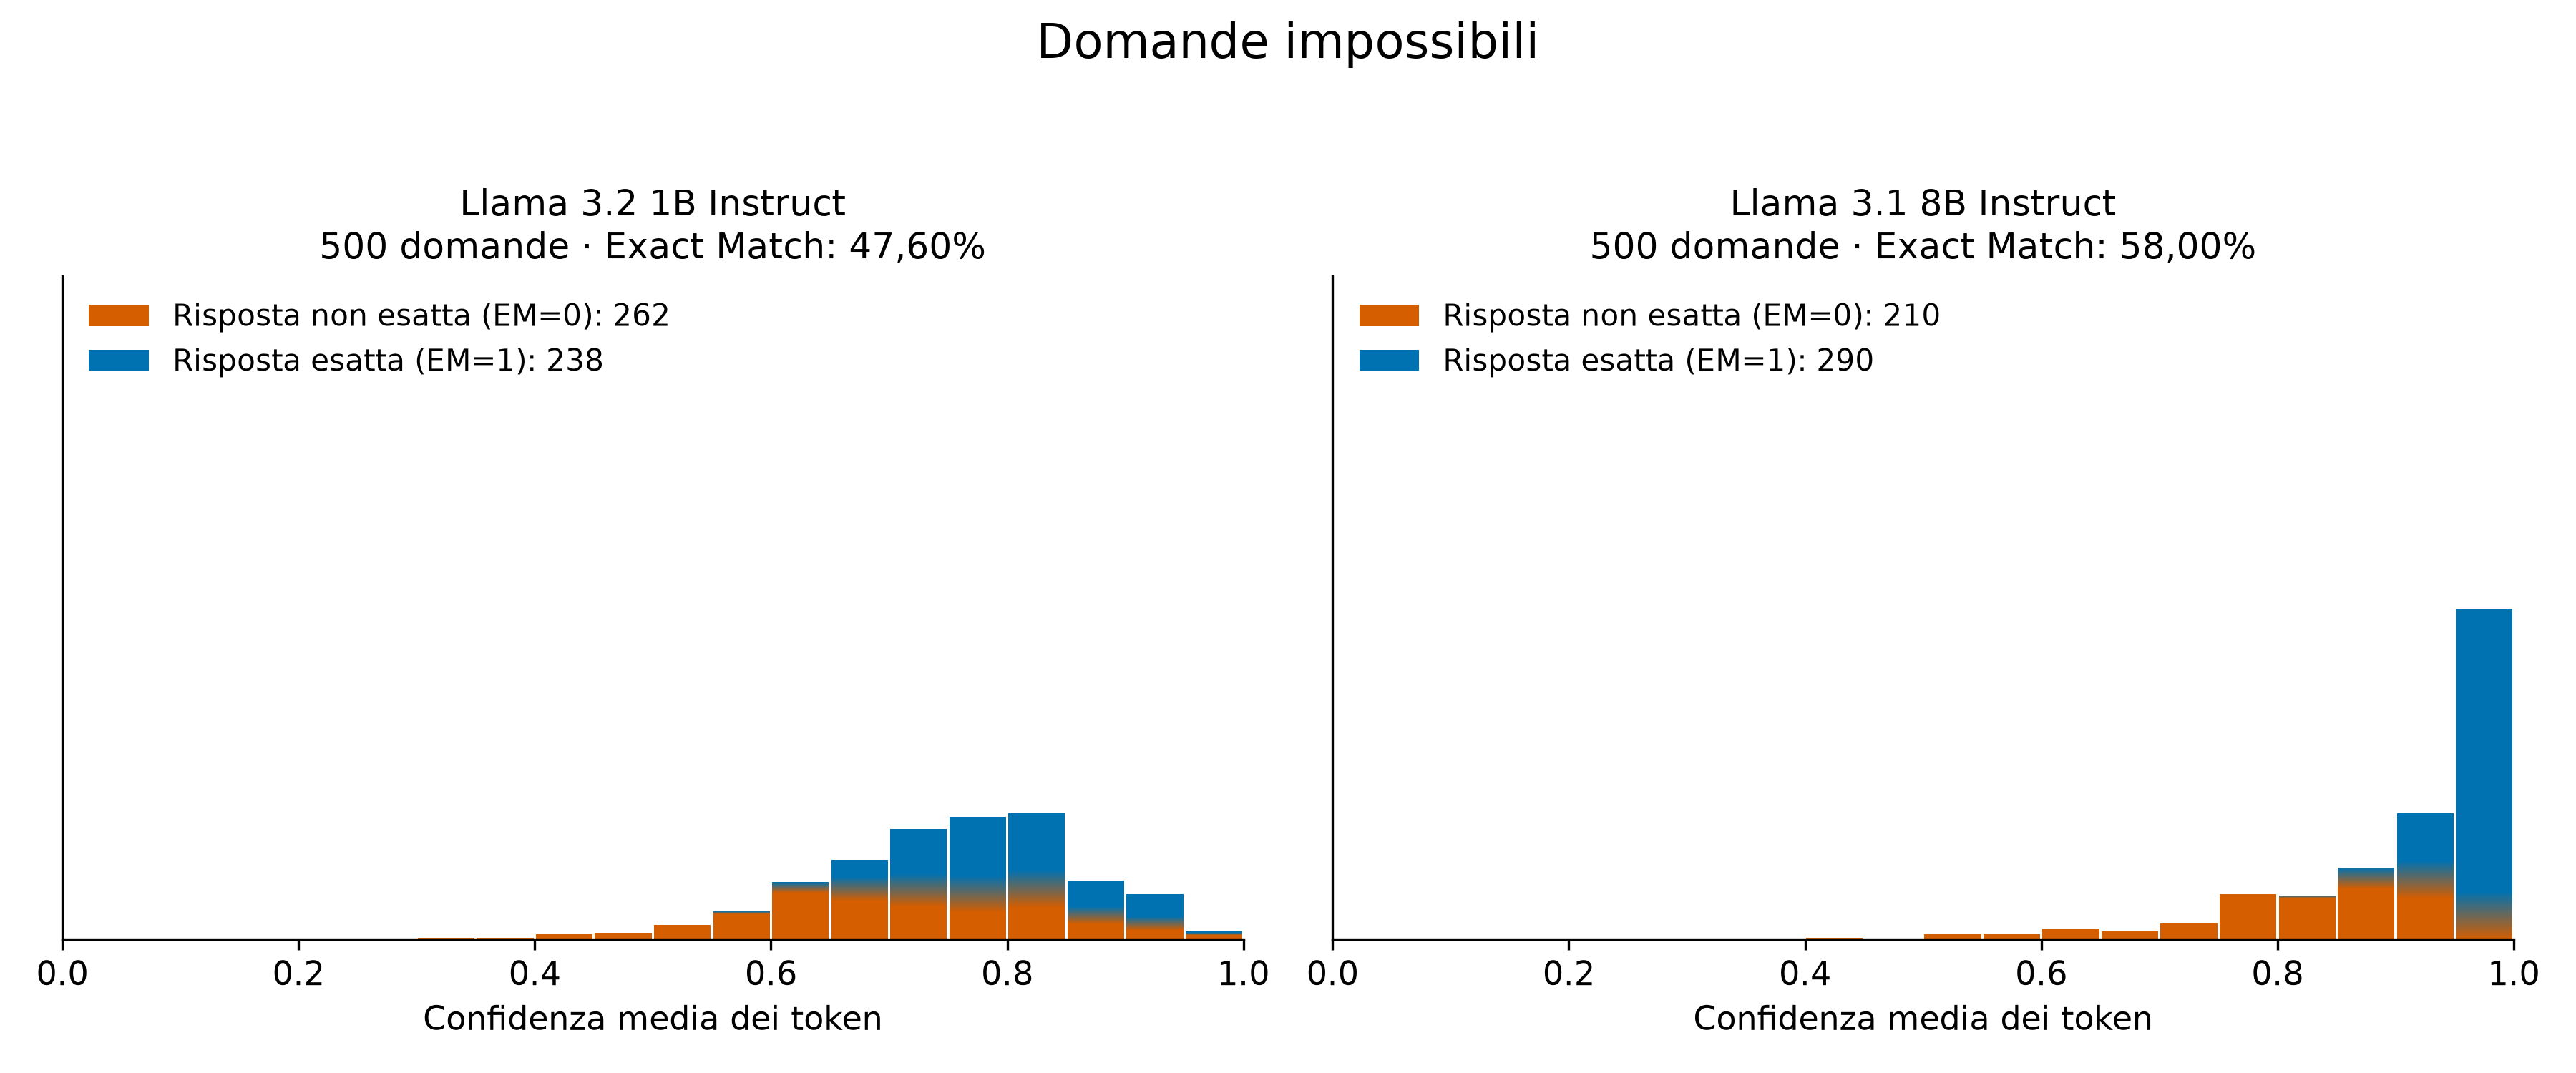 Domande impossibili
Llama 3.2 1B Instruct
500 domande · Exact Match: 47,60%
Risposta non esatta (EM=0): 262
Risposta esatta (EM=1): 238
0.0 0.2 0.4 0.6 0.8 1.0
Confidenza media dei token
Llama 3.1 8B Instruct
500 domande · Exact Match: 58,00%
Risposta non esatta (EM=0): 210
Risposta esatta (EM=1): 290
0.0 0.2 0.4 0.6 0.8 1.0
Confidenza media dei token